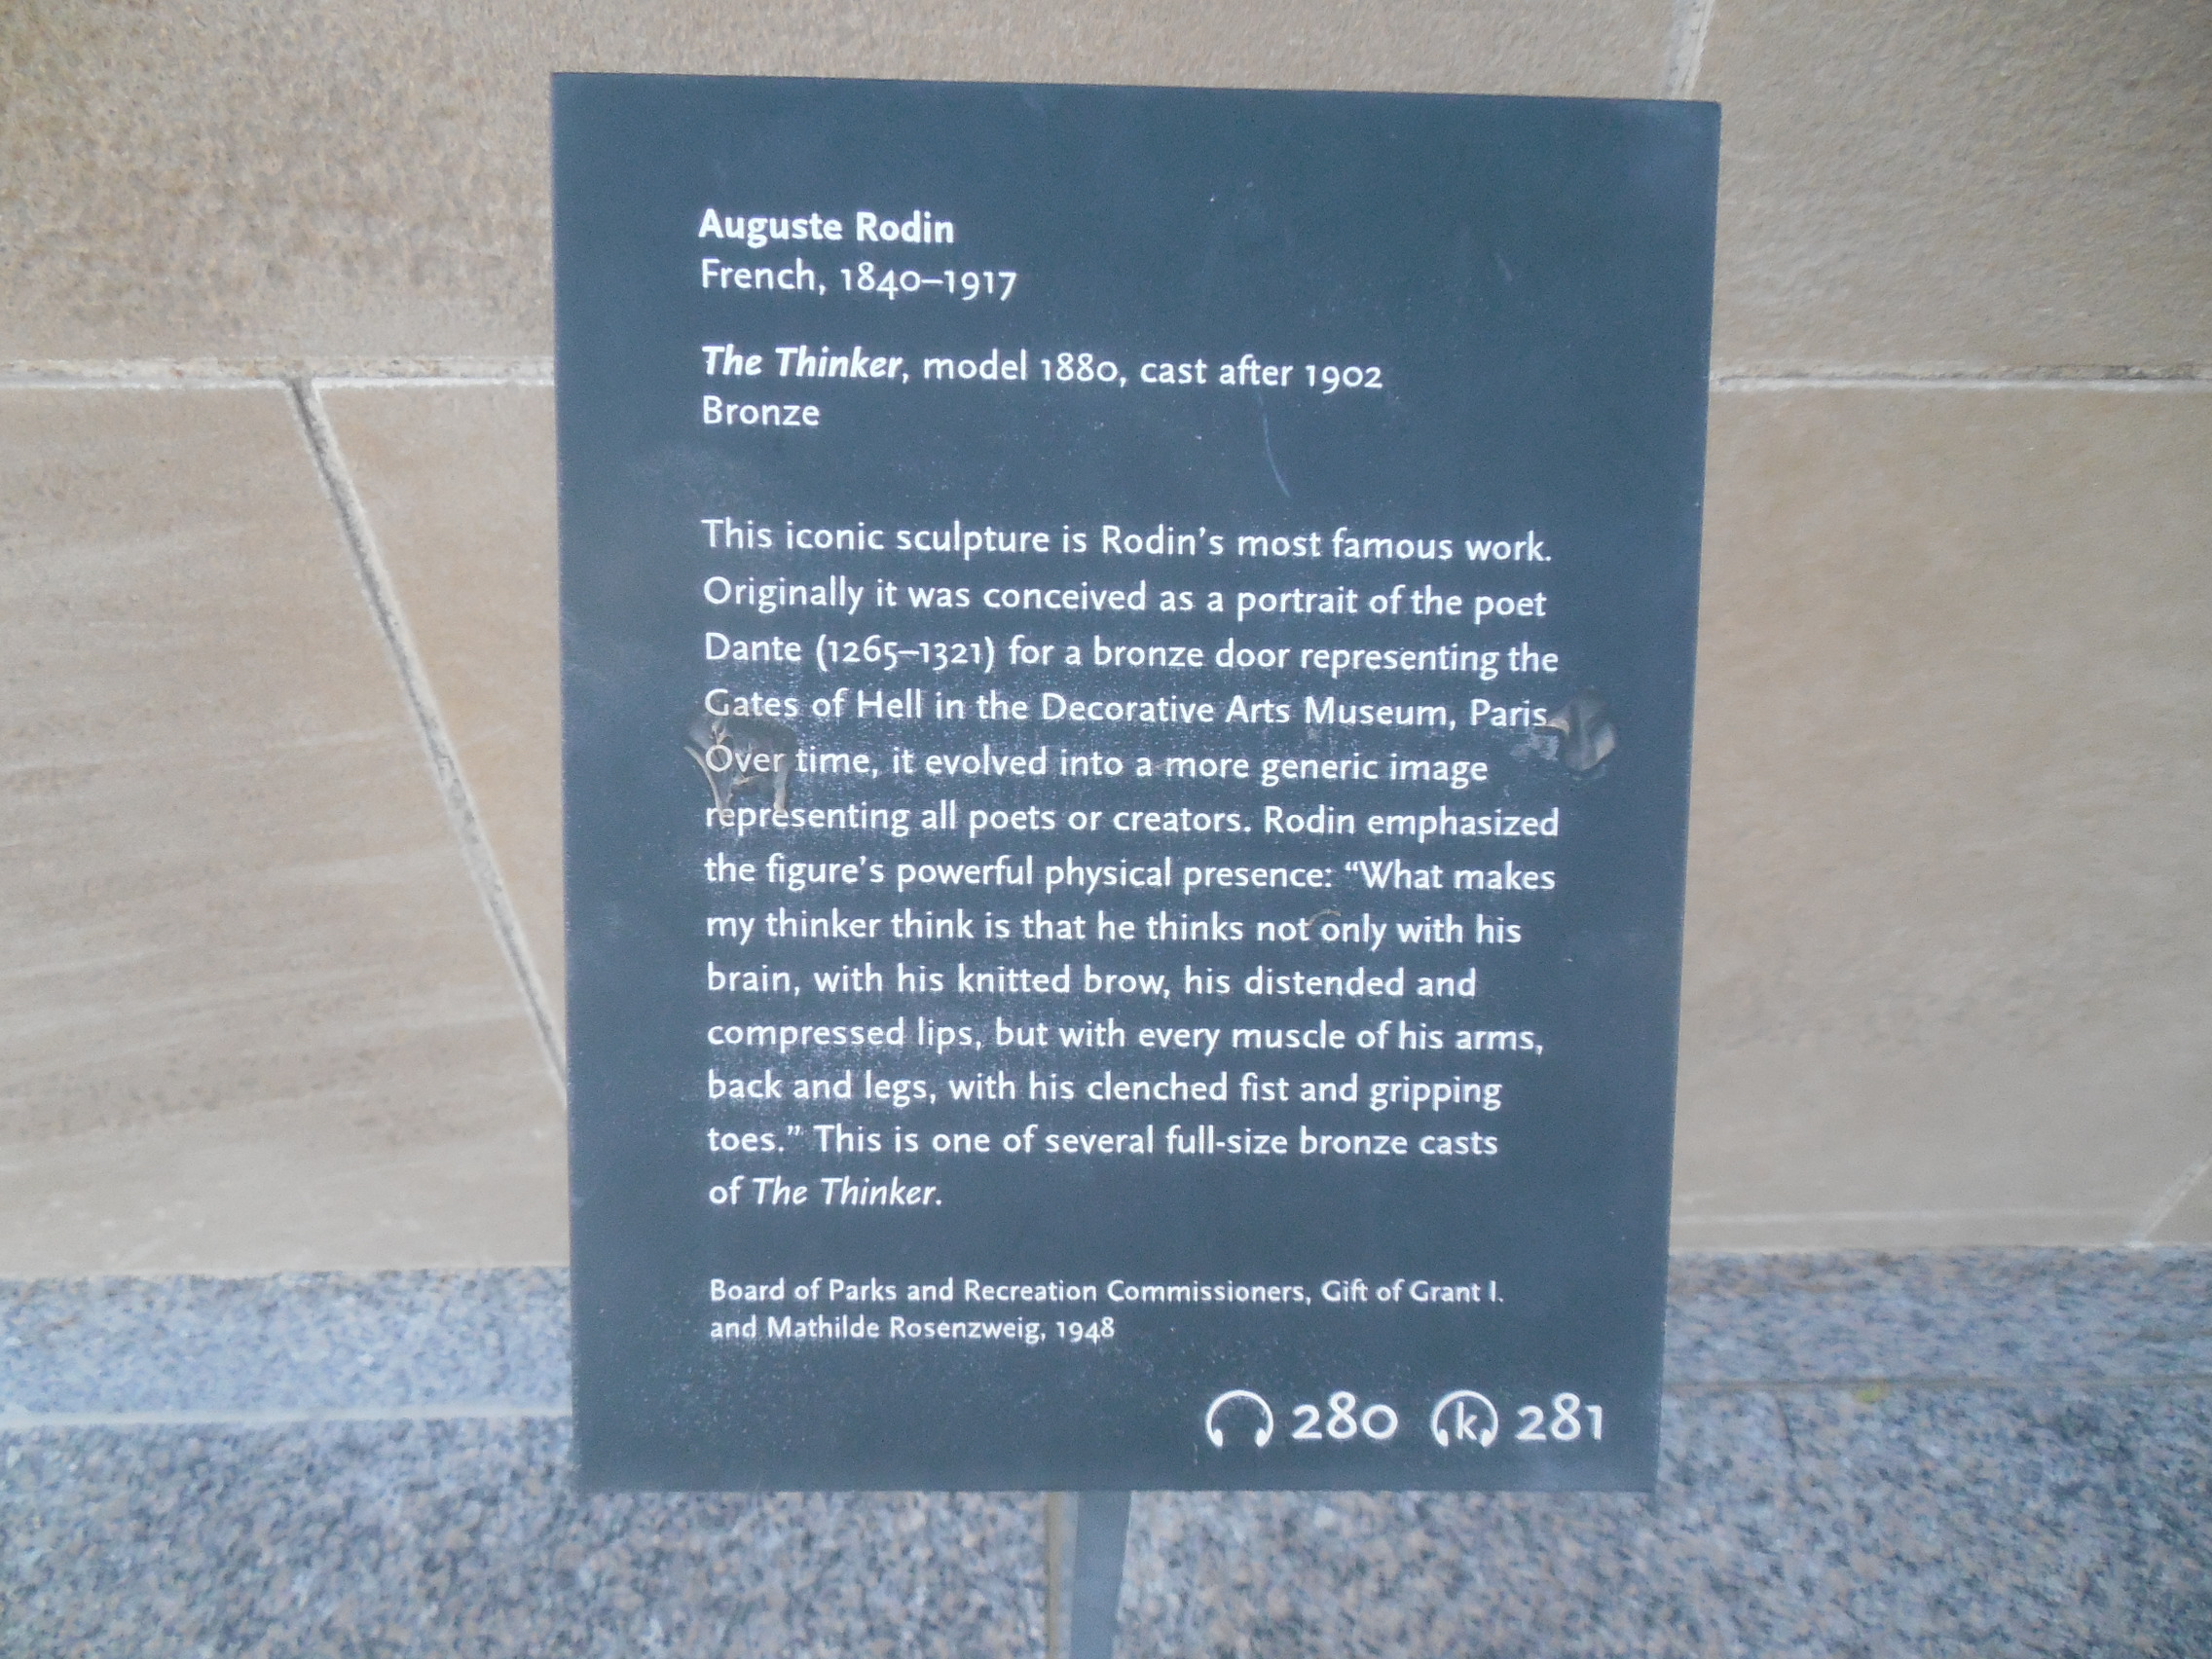 Auguste Rodin
French, 1840–1917
The Thinker, model 1880, cast after 1902
Bronze
This iconic sculpture is Rodin's most famous work.
Originally it was conceived as a portrait of the poet
Dante (1265–1321) for a bronze door representing the
Gates of Hell in the Decorative Arts Museum, Paris.
Over time, it evolved into a more generic image
representing all poets or creators. Rodin emphasized
the figure's powerful physical presence: “What makes
my thinker think is that he thinks not only with his
brain, with his knitted brow, his distended and
compressed lips, but with every muscle of his arms,
back and legs, with his clenched fist and gripping
toes.” This is one of several full-size bronze casts
of The Thinker.
Board of Parks and Recreation Commissioners, Gift of Grant I.
and Mathilde Rosenzweig, 1948
280 k 281